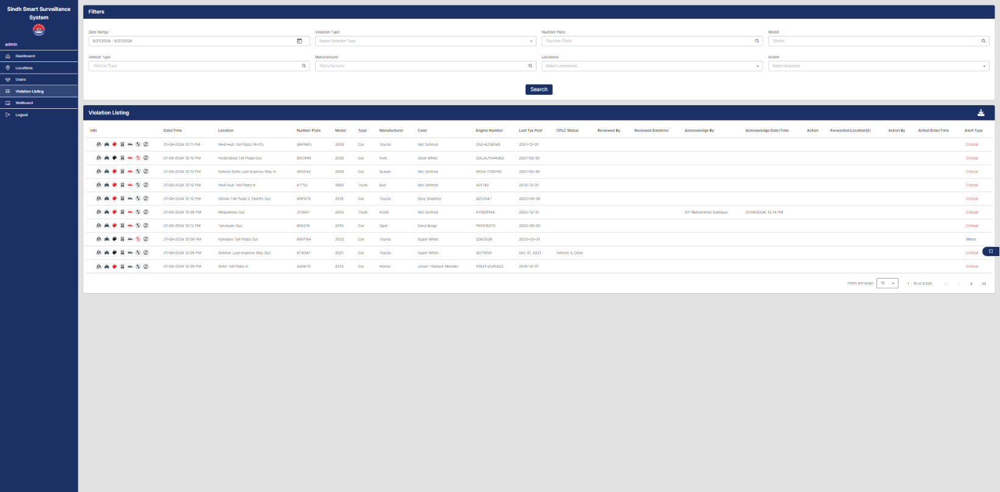 Sindh Smart Surveillance
System
admin
Dashboard
Locations
Users
Violation Listing
Wallboard
Logout
Filters
Date Range Violation Type Number Plate Model
8/21/2024 – 8/21/2024 Select Violation Type Number Plate Model
Vehicle Type Manufacturer Locations Action
Vehicle Type Manufacturer Select Location(s) Select Action(s)
Search
Violation Listing
Info Date/Time Location Number Plate Model Type Manufacturer Color Engine Number Last Tax Paid CPLC Status Reviewed By Reviewed Datetime Acknowledge By Acknowledge Date/Time Action Forwarded Location(S) Action By Action Date/Time Alert Type
21-08-2024 12:11 PM NHA Hub Toll Plaza (N-25) AWP865 2006 Car Toyota Not Defined 2NZ-4238149 2021-12-31 Critical
21-08-2024 12:10 PM Hyderabad Toll Plaza Out BSC949 2020 Car Ford Clear White G3LALP044362 2021-06-30 Critical
21-08-2024 12:10 PM Sohrab Goth Lyari Express Way In AKS542 2006 Car Suzuki Not Defined M15A-1109743 2021-06-30 Critical
21-08-2024 12:10 PM NHA Hub Toll Plaza In K7755 1989 Truck Byd Not Defined 401740 2014-12-31 Critical
21-08-2024 12:10 PM Ghotki Toll Plaza 2 (North) Out BNP676 2018 Car Toyota Gray Graphite Q051047 2022-06-30 Critical
21-08-2024 12:09 PM Mirpurkhas Out JY2647 2005 Truck Foton Not Defined 41182914A 2022-12-31 SIP Muhammad Siddique 21/08/2024, 12:14 PM Critical
21-08-2024 12:12 PM Tandojam Out BFA218 2016 Car Opel Sand Beige PKF618213 2023-06-30 Critical
21-08-2024 12:09 PM Kandiaro Toll Plaza Out BWP194 2022 Car Toyota Super White Q360528 2023-03-31 Minor
21-08-2024 12:09 PM Golimar Lyari Express Way Out BT8347 2021 Car Toyota Super White Q071959 Dec 31, 2021 Vehicle Is Clear Critical
21-08-2024 12:09 PM Rohri Toll Plaza In AZX679 2013 Car Honda Urban Titanium Metallic R18Z1-2545622 2018-12-31 Critical
Items per page: 10 1 – 10 of 6359